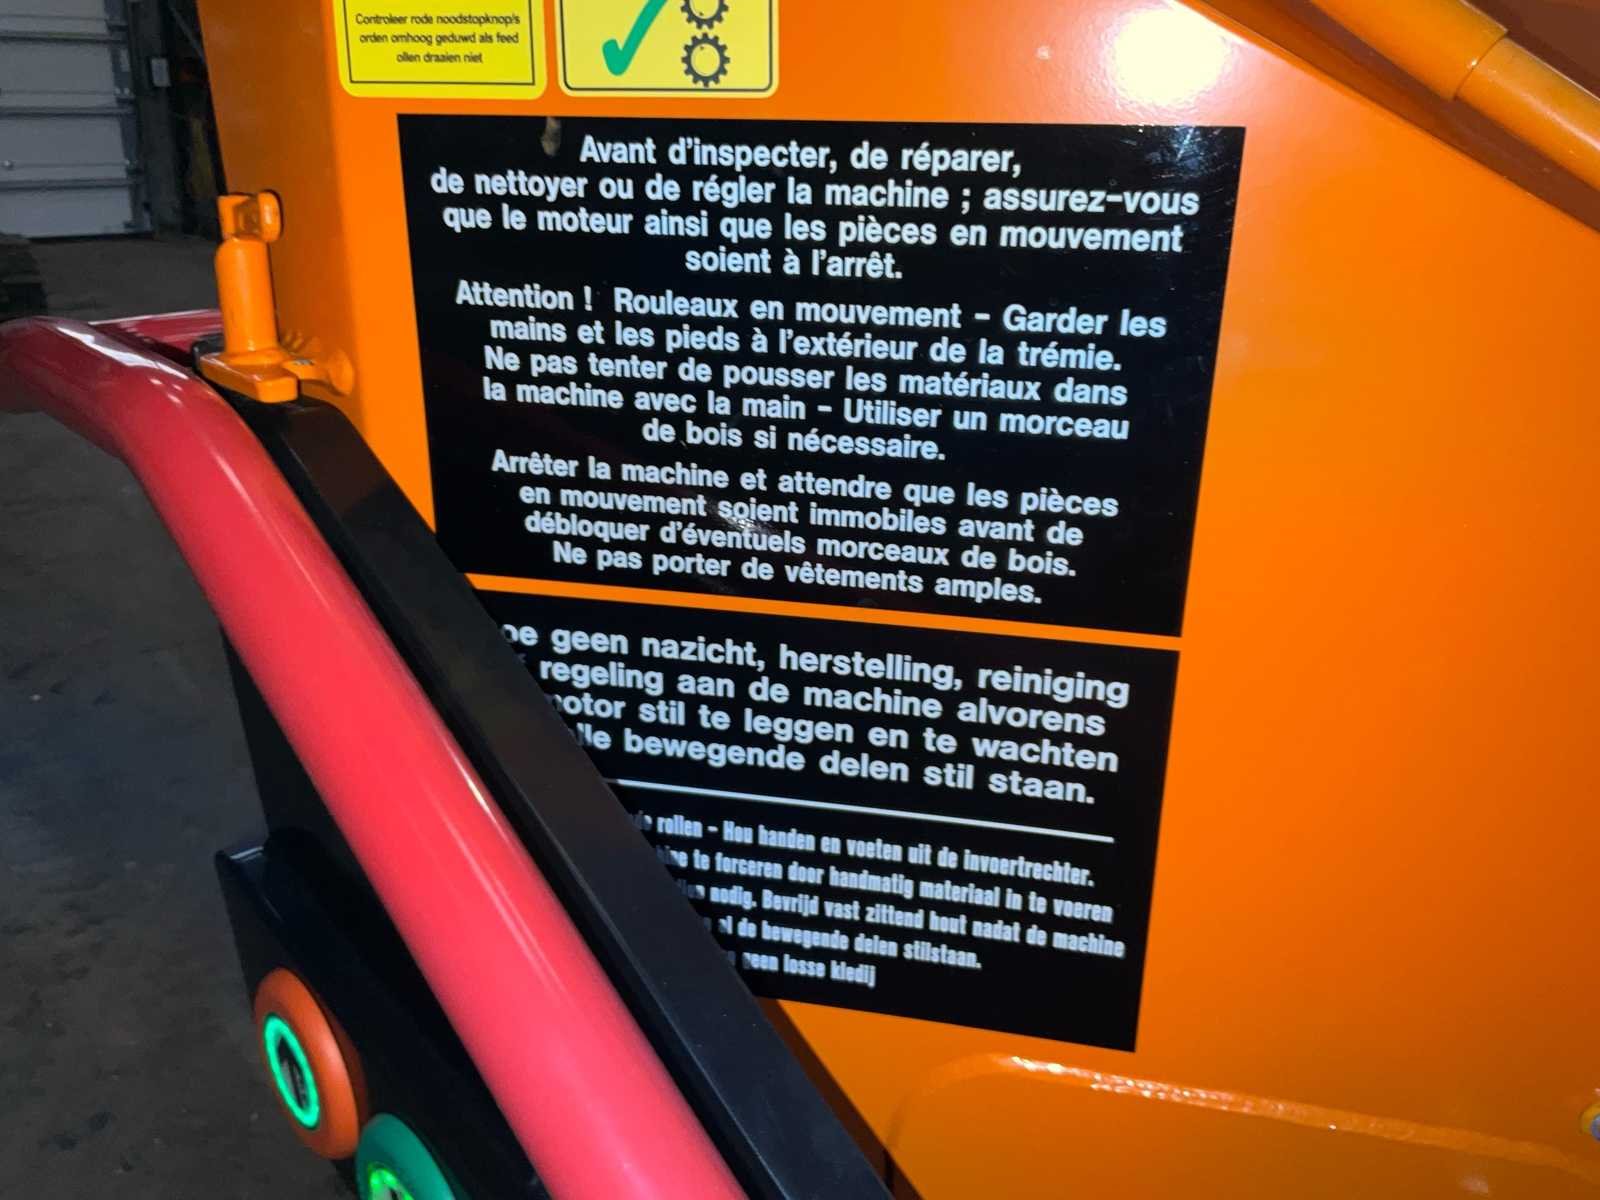 Controleer rode noodstopknop/s
orden omhoog geduwd als feed
ollen draaien niet
Avant d'inspecter, de réparer,
de nettoyer ou de régler la machine ; assurez-vous
que le moteur ainsi que les pièces en mouvement
soient à l'arrêt.
Attention ! Rouleaux en mouvement - Garder les
mains et les pieds à l'extérieur de la trémie.
Ne pas tenter de pousser les matériaux dans
la machine avec la main - Utiliser un morceau
de bois si nécessaire.
Arrêter la machine et attendre que les pièces
en mouvement soient immobiles avant de
débloquer d'éventuels morceaux de bois.
Ne pas porter de vêtements amples.
oe geen nazicht, herstelling, reiniging
regeling aan de machine alvorens
otor stil te leggen en te wachten
lle bewegende delen stil staan.
rollen - Hou handen en voeten uit de invoertrechter.
te forceren door handmatig materiaal in te voeren
nodig. Bevrijd vast zittend hout nadat de machine
al de bewegende delen stilstaan.
geen losse kledij